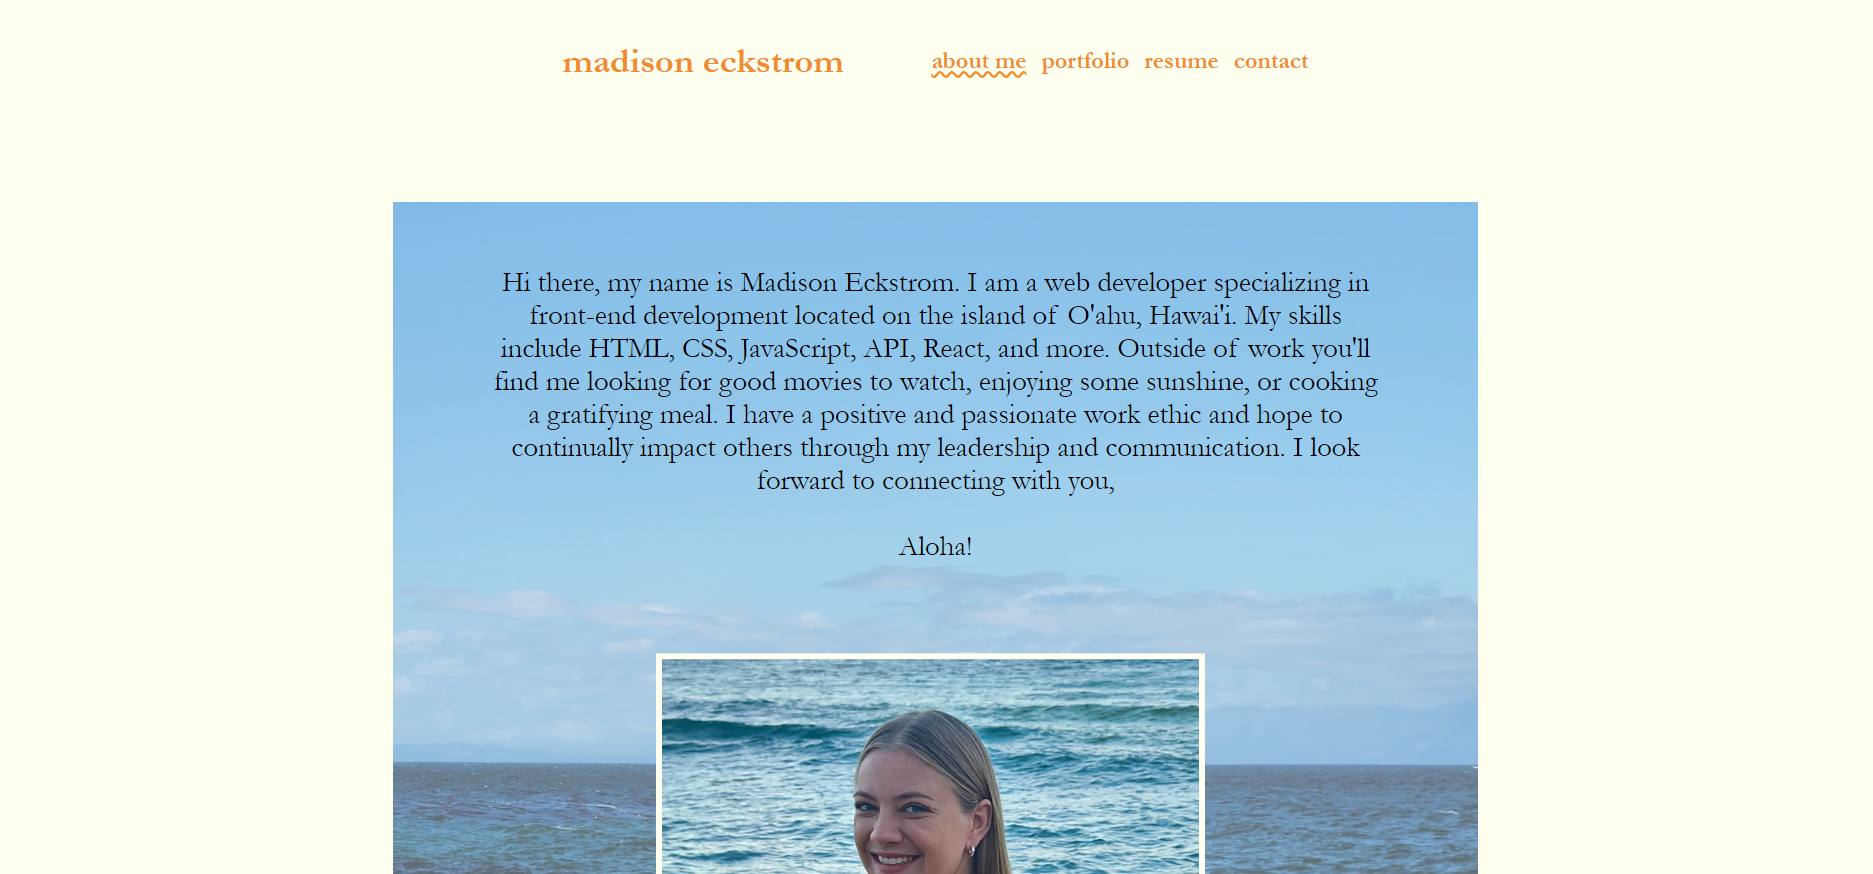 madison eckstrom
about me portfolio resume contact
Hi there, my name is Madison Eckstrom. I am a web developer specializing in
front-end development located on the island of O'ahu, Hawai'i. My skills
include HTML, CSS, JavaScript, API, React, and more. Outside of work you'll
find me looking for good movies to watch, enjoying some sunshine, or cooking
a gratifying meal. I have a positive and passionate work ethic and hope to
continually impact others through my leadership and communication. I look
forward to connecting with you,
Aloha!